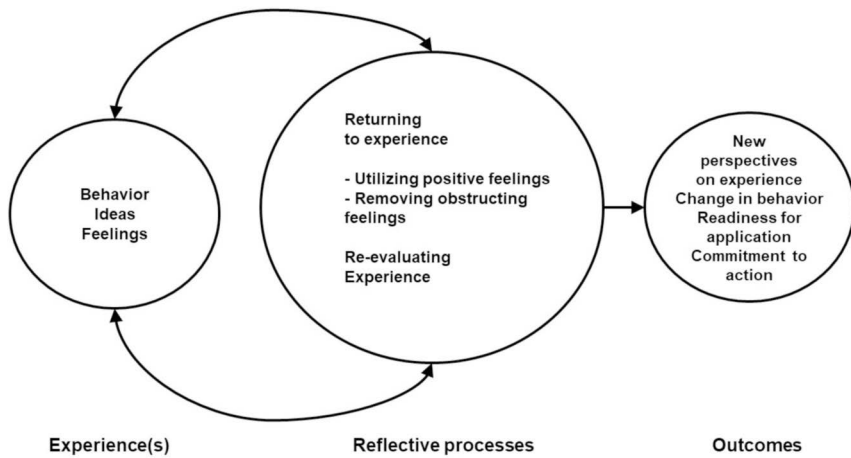 Behavior
Ideas
Feelings
Returning
to experience
- Utilizing positive feelings
- Removing obstructing
feelings
Re-evaluating
Experience
New
perspectives
on experience
Change in behavior
Readiness for
application
Commitment to
action
Experience(s)
Reflective processes
Outcomes